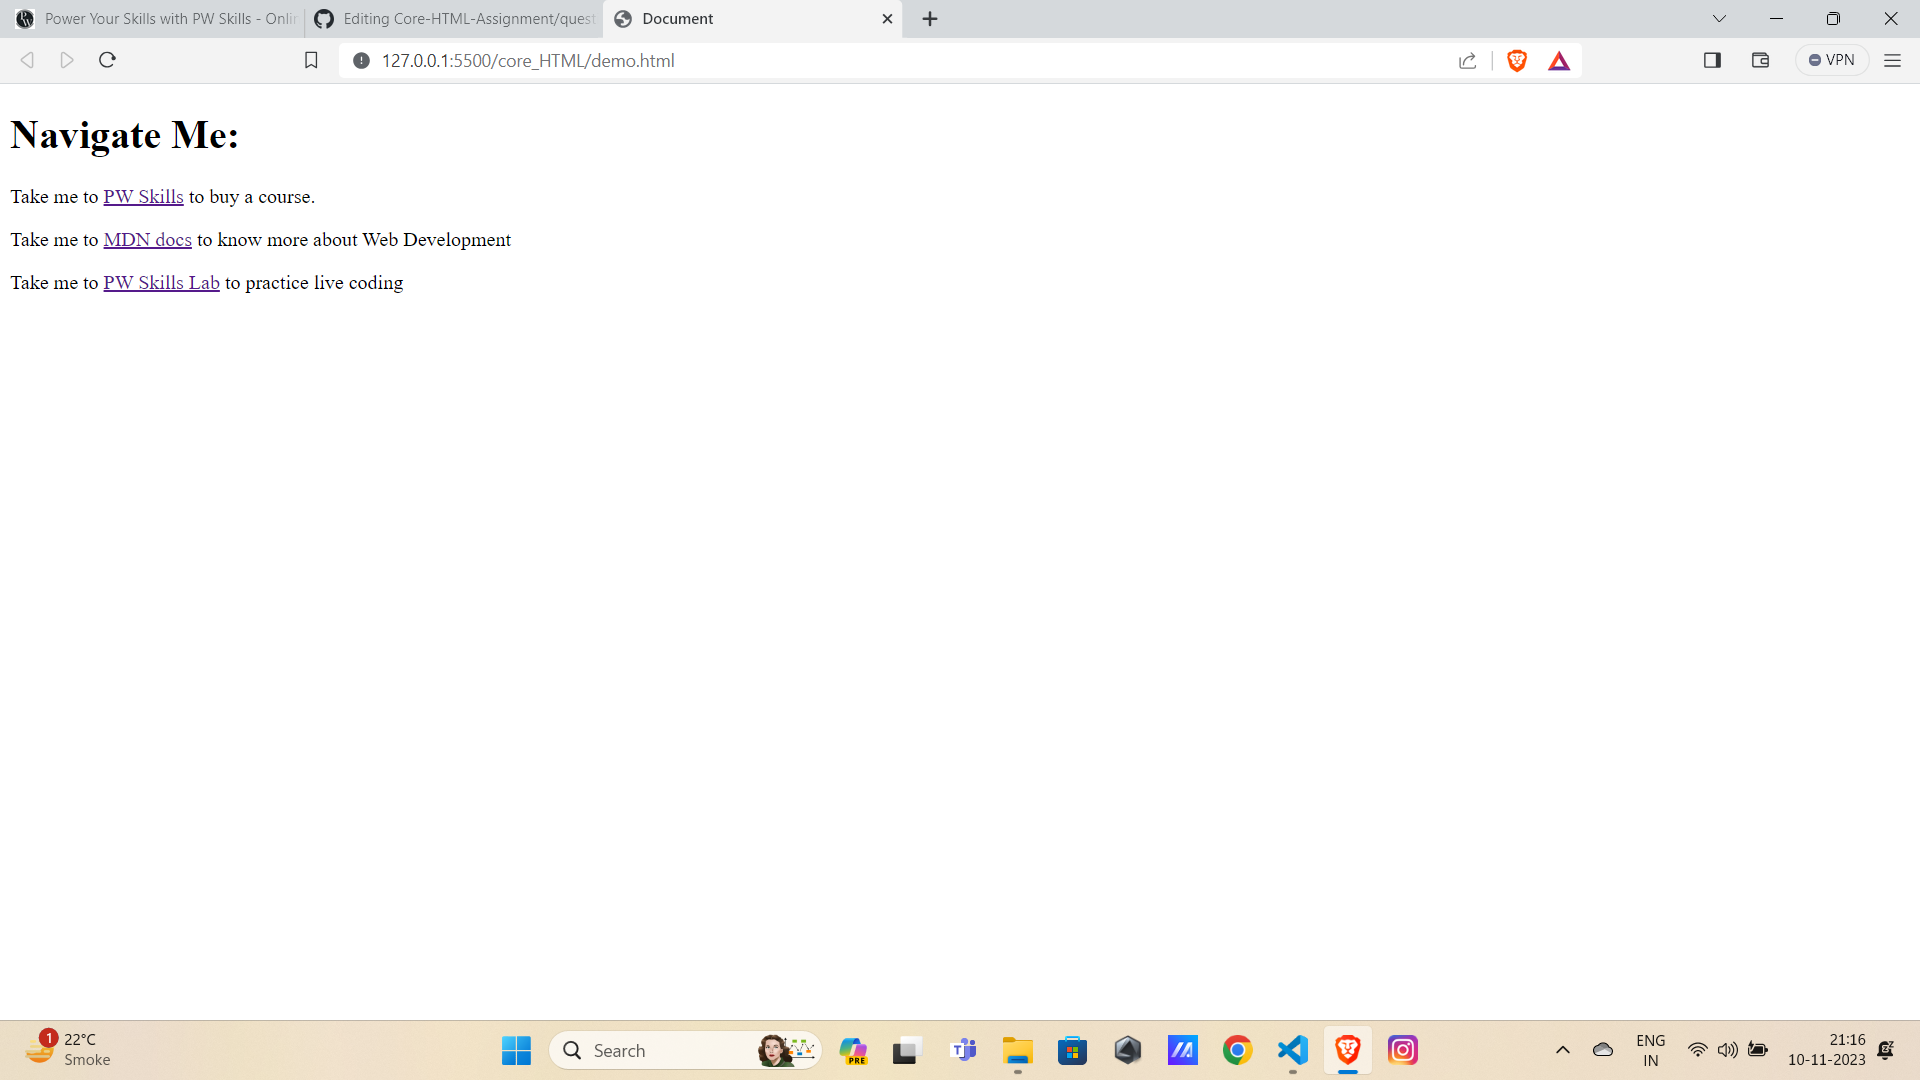 Power Your Skills with PW Skills - Onlin
Editing Core-HTML-Assignment/quest
Document
127.0.0.1:5500/core_HTML/demo.html
VPN
Navigate Me:
Take me to PW Skills to buy a course.
Take me to MDN docs to know more about Web Development
Take me to PW Skills Lab to practice live coding
1
22°C
Smoke
Search
PRE
ENG
IN
21:16
10-11-2023